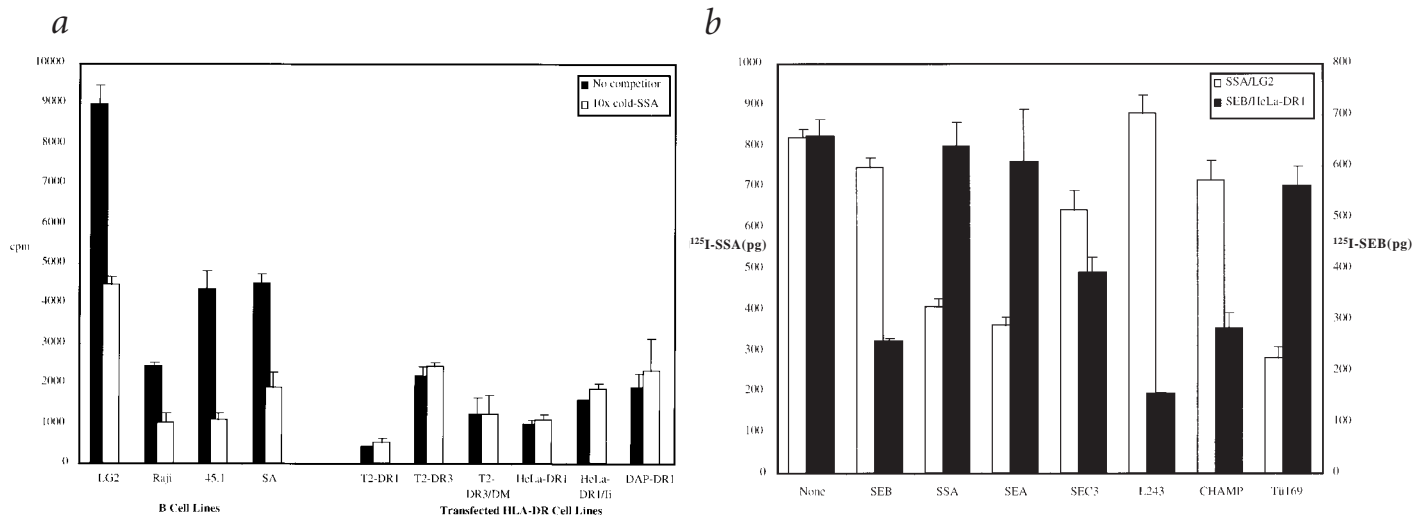 a
10000
9000
8000
7000
6000
5000
4000
3000
2000
1000
0
cpm
No competitor
10x cold-SSA
LG2
Raji
45.1
SA
T2-DR1
T2-DR3
T2-
DR3/DM
HeLa-DR1
HeLa-
DR1/Ii
DAP-DR1
B Cell Lines
Transfected HLA-DR Cell Lines
b
1000
900
800
700
600
500
400
300
200
100
0
125I-SSA(pg)
SSA/LG2
SEB/HeLa-DR1
800
700
600
500
400
300
200
100
0
125I-SEB(pg)
None
SEB
SSA
SEA
SEC3
L243
CHAMP
Tü169